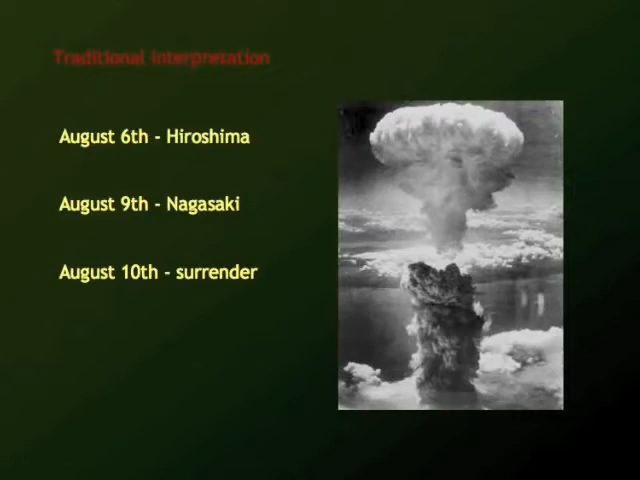 Traditional Interpretation
August 6th - Hiroshima
August 9th - Nagasaki
August 10th - surrender